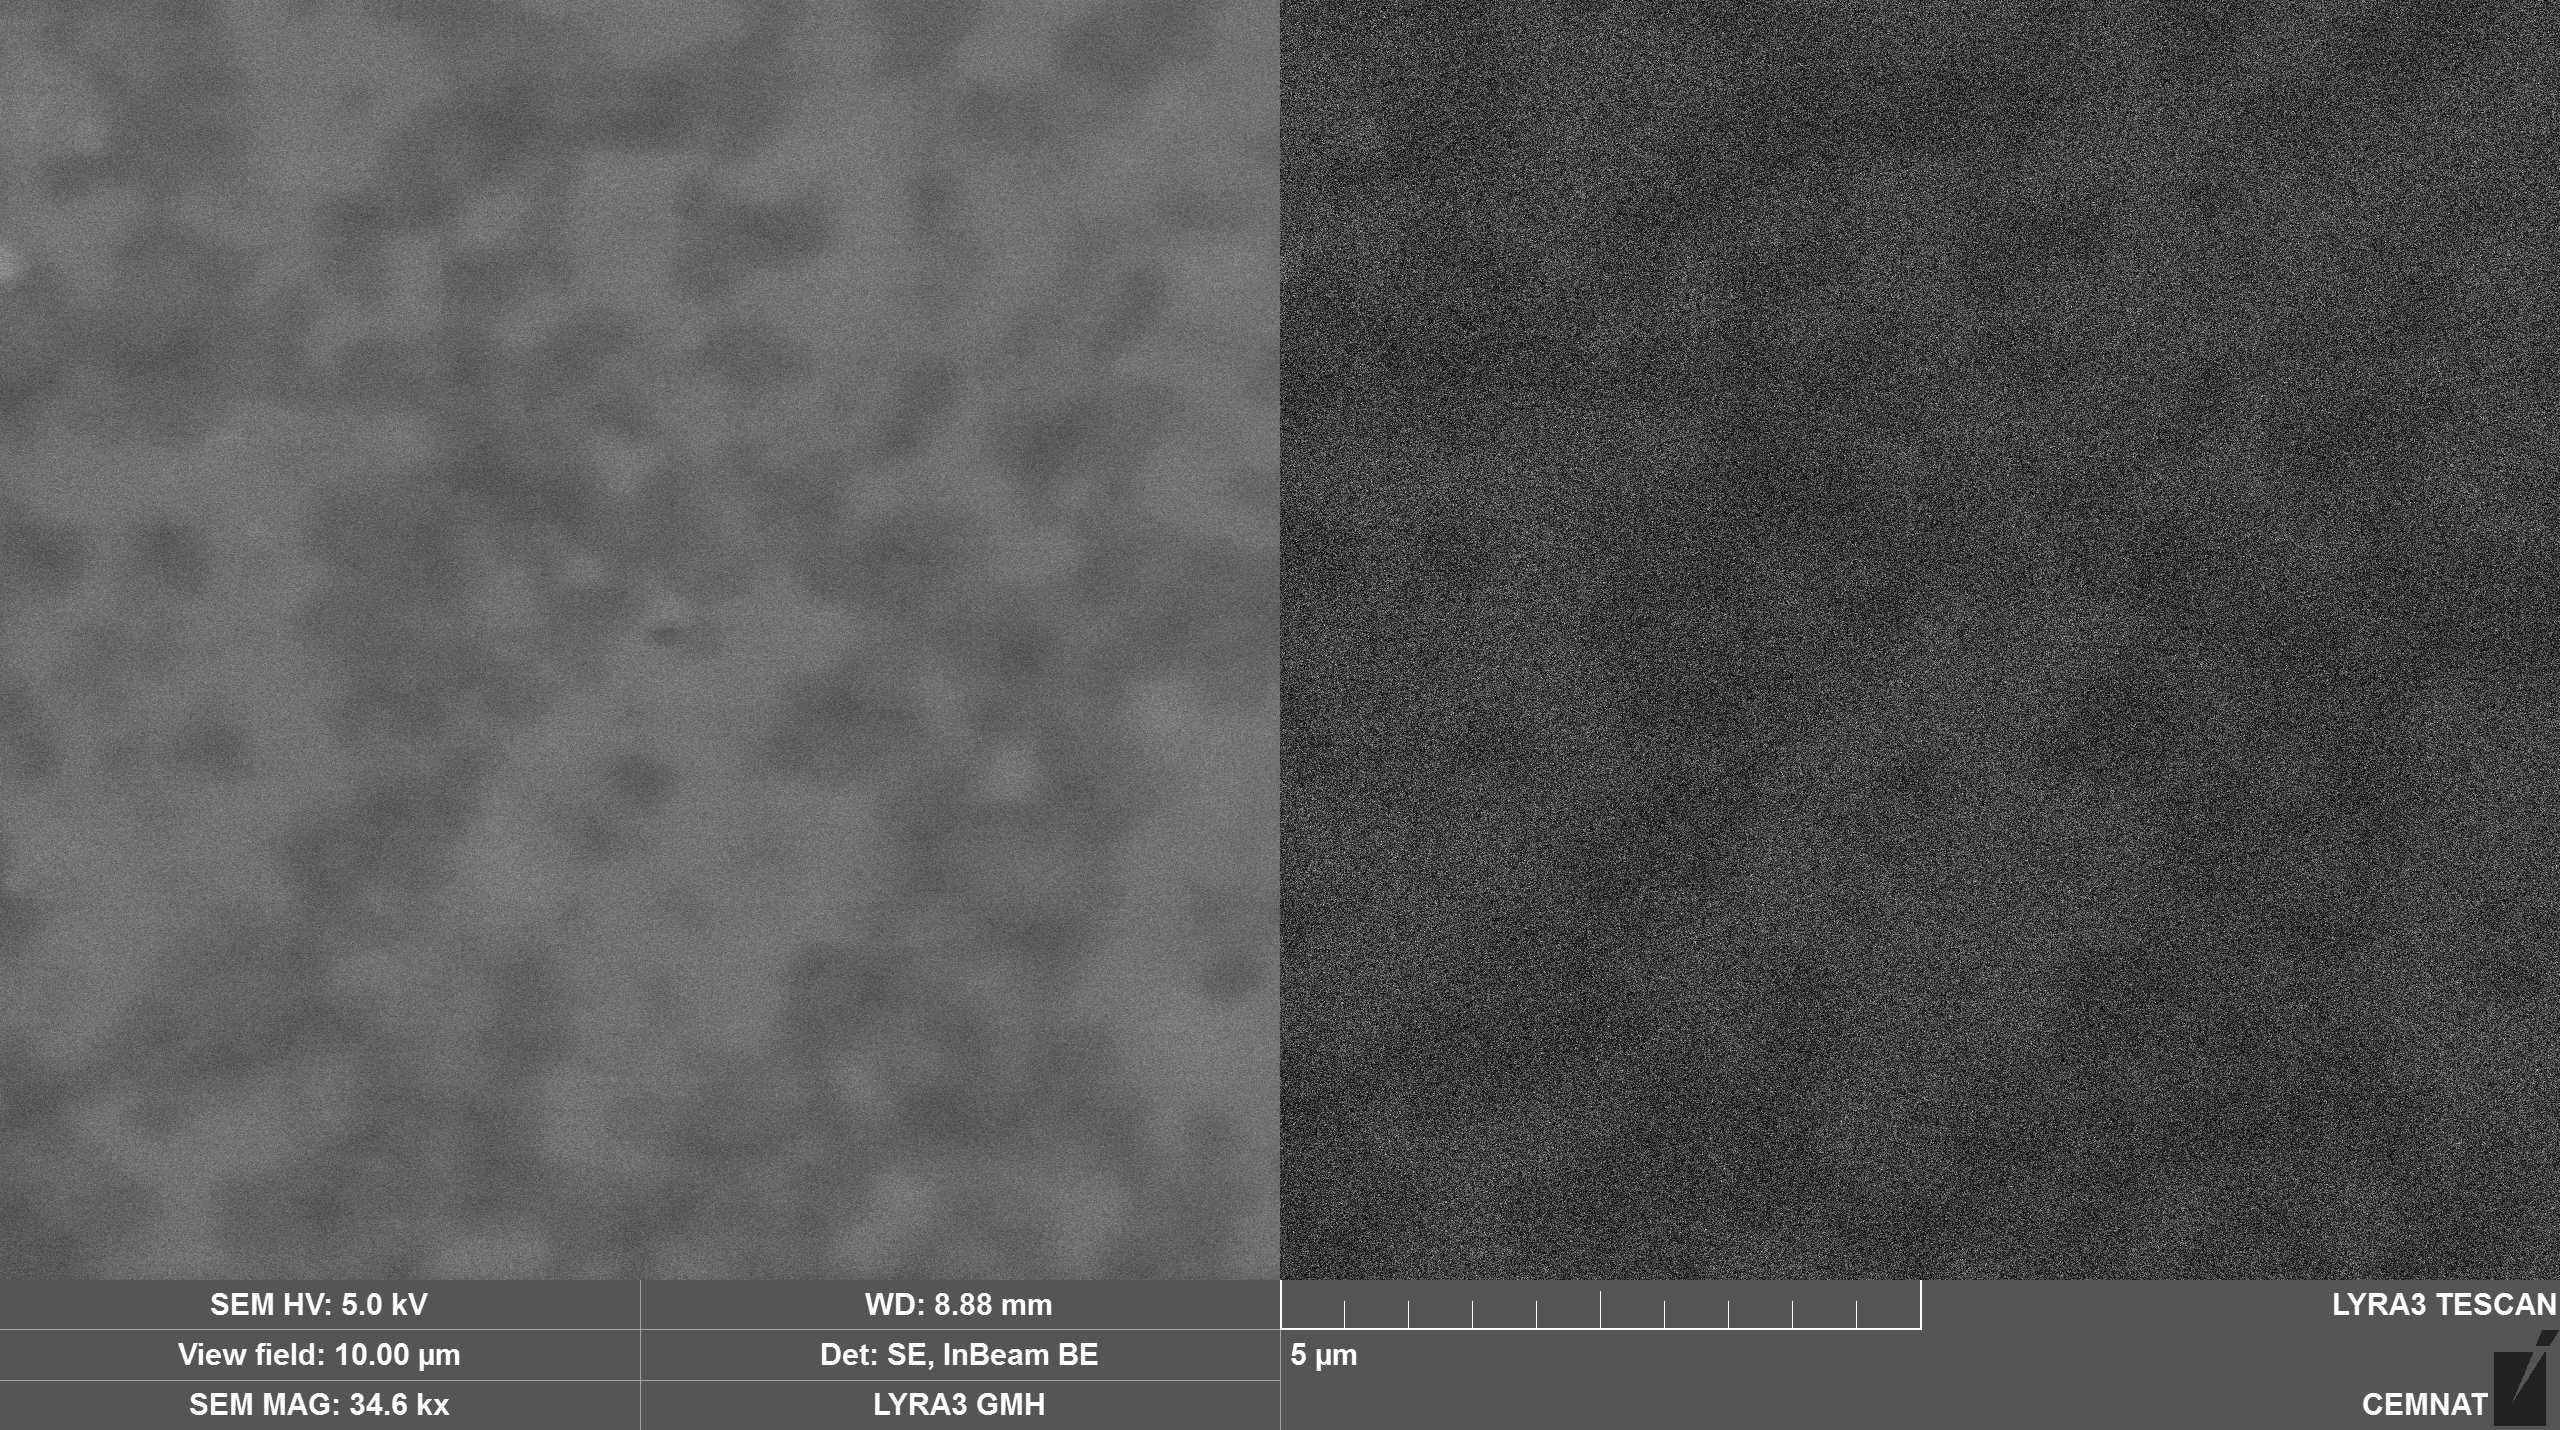 SEM HV: 5.0 kV
WD: 8.88 mm
LYRA3 TESCAN
View field: 10.00 µm
Det: SE, InBeam BE
5 µm
SEM MAG: 34.6 kx
LYRA3 GMH
CEMNAT